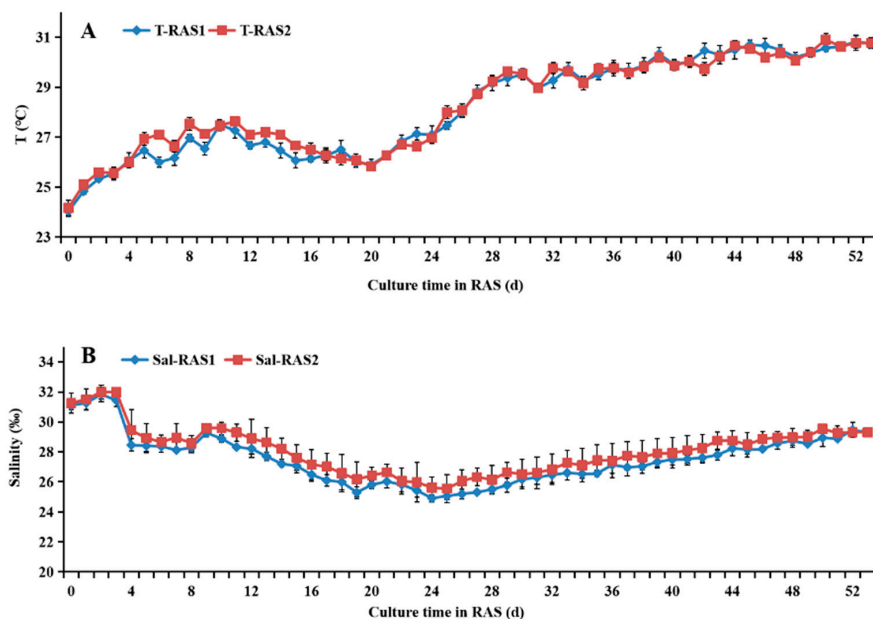 A
T-RAS1 T-RAS2
31
29
27
25
23
T (℃)
0 4 8 12 16 20 24 28 32 36 40 44 48 52
Culture time in RAS (d)
B
Sal-RAS1 Sal-RAS2
34
32
30
28
26
24
22
20
Salinity (‰)
0 4 8 12 16 20 24 28 32 36 40 44 48 52
Culture time in RAS (d)